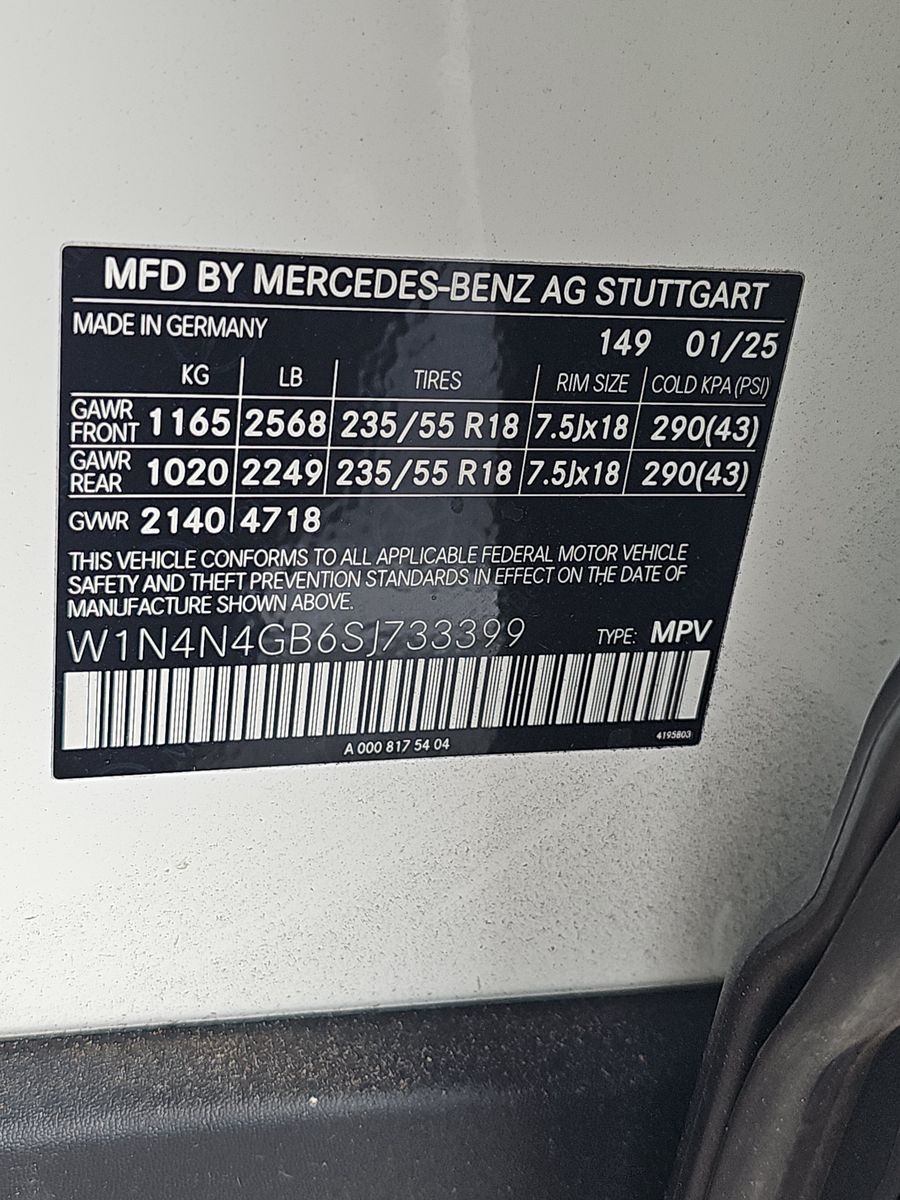 MFD BY MERCEDES-BENZ AG STUTTGART
MADE IN GERMANY 149 01/25
KG LB TIRES RIM SIZE COLD KPA (PSI)
GAWR FRONT 1165 2568 235/55 R18 7.5Jx18 290(43)
GAWR REAR 1020 2249 235/55 R18 7.5Jx18 290(43)
GVWR 2140 4718
THIS VEHICLE CONFORMS TO ALL APPLICABLE FEDERAL MOTOR VEHICLE
SAFETY AND THEFT PREVENTION STANDARDS IN EFFECT ON THE DATE OF
MANUFACTURE SHOWN ABOVE.
W1N4N4GB6SJ733399 TYPE: MPV
A 000 817 54 04 4195803